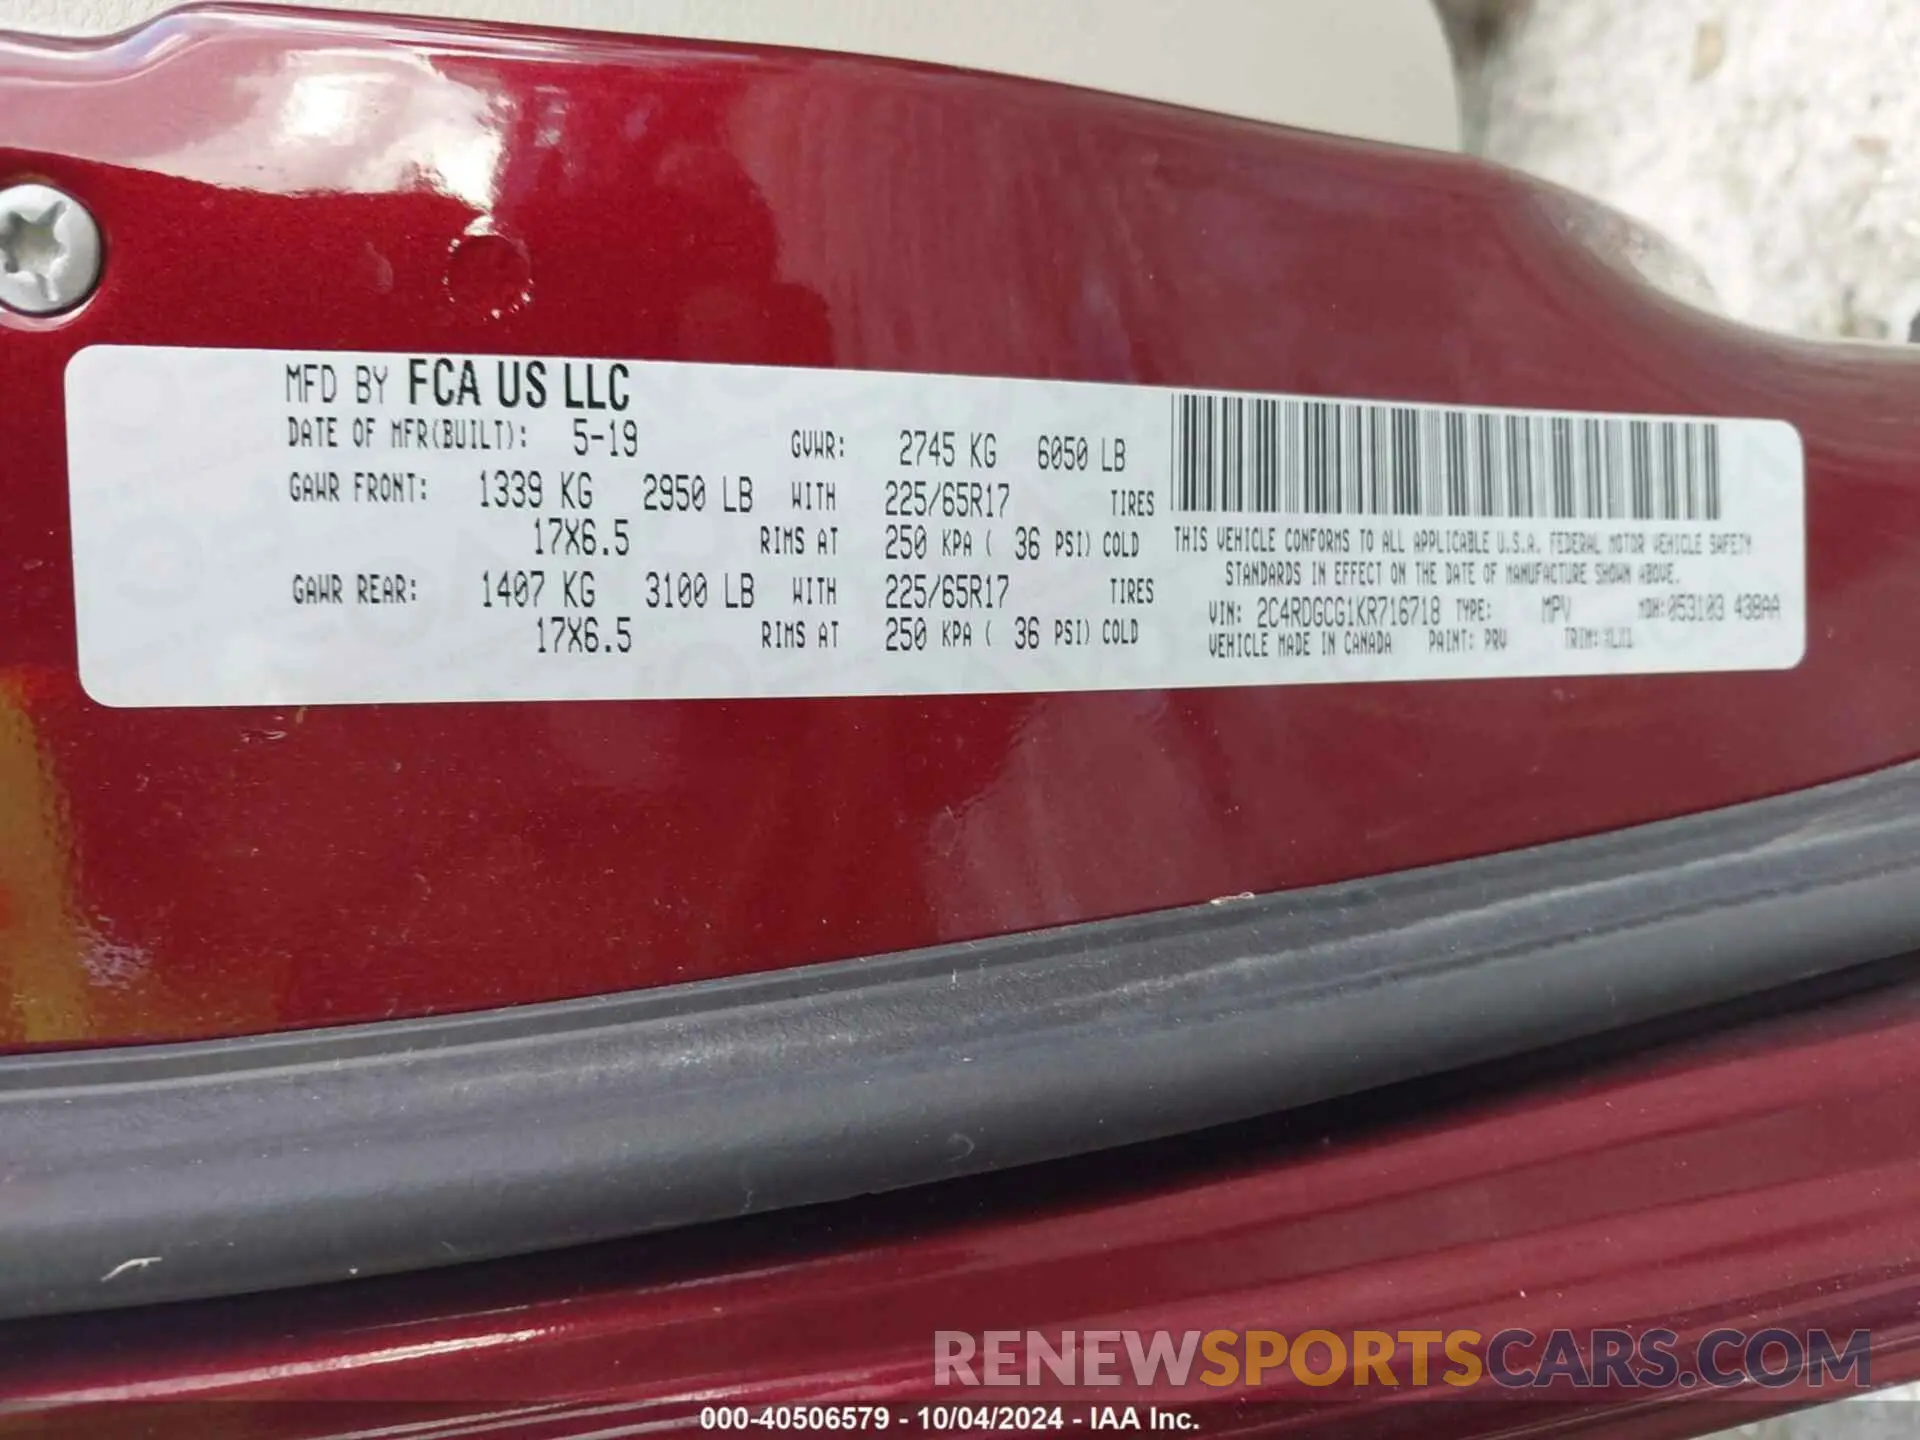 MFD BY FCA US LLC
DATE OF MFR(BUILT): 5-19 GVWR: 2745 KG 6050 LB
GAWR FRONT: 1339 KG 2950 LB WITH 225/65R17 TIRES
17X6.5 RIMS AT 250 KPA ( 36 PSI) COLD
GAWR REAR: 1407 KG 3100 LB WITH 225/65R17 TIRES
17X6.5 RIMS AT 250 KPA ( 36 PSI) COLD
THIS VEHICLE CONFORMS TO ALL APPLICABLE U.S.A. FEDERAL MOTOR VEHICLE SAFETY
STANDARDS IN EFFECT ON THE DATE OF MANUFACTURE SHOWN ABOVE.
VIN: 2C4RDGCG1KR716718 TYPE: MPV MDH:053103 438AA
VEHICLE MADE IN CANADA PAINT: PRV TRIM:
RENEWSPORTSCARS.COM
000-40506579 - 10/04/2024 - IAA Inc.